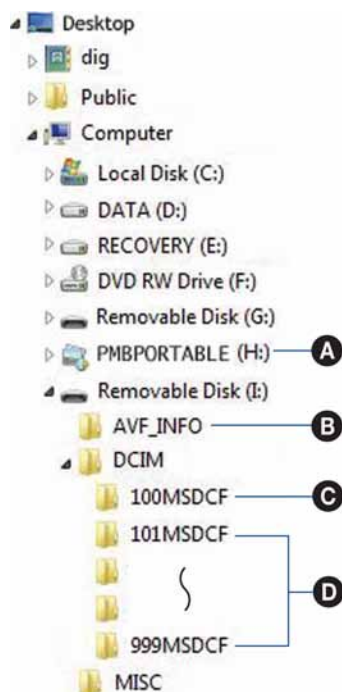 Desktop
dig
Public
Computer
Local Disk (C:)
DATA (D:)
RECOVERY (E:)
DVD RW Drive (F:)
Removable Disk (G:)
PMBPORTABLE (H:) A
Removable Disk (I:)
AVF_INFO B
DCIM
100MSDCF C
101MSDCF
D
999MSDCF
MISC